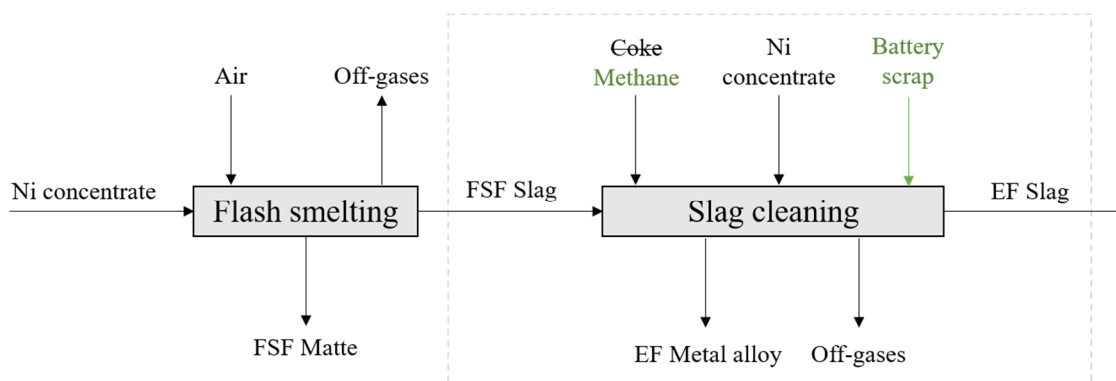 Coke
Methane
Ni
concentrate
Battery
scrap
Air
Off-gases
Ni concentrate
Flash smelting
FSF Slag
Slag cleaning
EF Slag
FSF Matte
EF Metal alloy
Off-gases